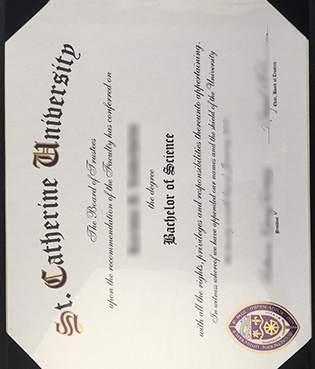 St. Catherine University
The Board of Trustees
upon the recommendation of the Faculty has conferred on
the degree
Bachelor of Science
with all the rights, privileges and responsibilities thereunto appertaining.
In witness whereof we have appended our names and the shield of the University
Chair, Board of Trustees
President